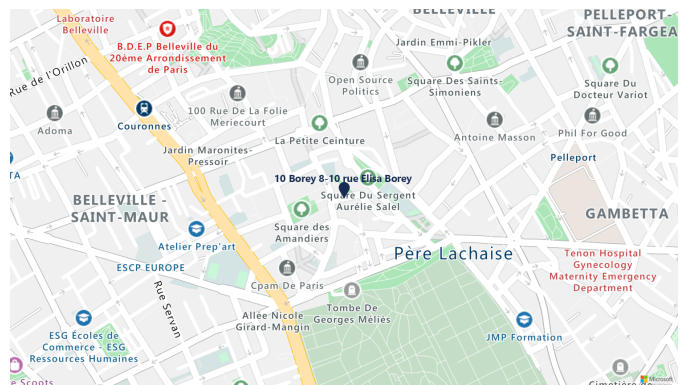 Laboratoire
Belleville
BELLEVILLE
PELLEPORT-
SAINT-FARGEA
B.D.E.P Belleville du
20ème Arrondissement
de Paris
Jardin Emmi-Pikler
Rue de l'Orillon
Open Source
Politics
Square Des Saints-
Simoniens
Square Du
Docteur Variot
Adoma
Couronnes
100 Rue De La Folie
Mericourt
La Petite Ceinture
Antoine Masson
Phil For Good
Jardin Maronites-
Pressoir
Pelleport
TA
10 Borey 8-10 rue Elisa Borey
Square Du Sergent
Aurélie Salel
BELLEVILLE -
SAINT-MAUR
GAMBETTA
Square des
Amandiers
Atelier Prep'art
ESCP EUROPE
Père Lachaise
Tenon Hospital
Gynecology
Maternity Emergency
Department
Cpam De Paris
Rue Servan
Allée Nicole
Girard-Mangin
Tombe De
Georges Méliès
ESG Écoles de
Commerce - ESG
Ressources Humaines
JMP Formation
e Scots
Cimetière de
Microsoft